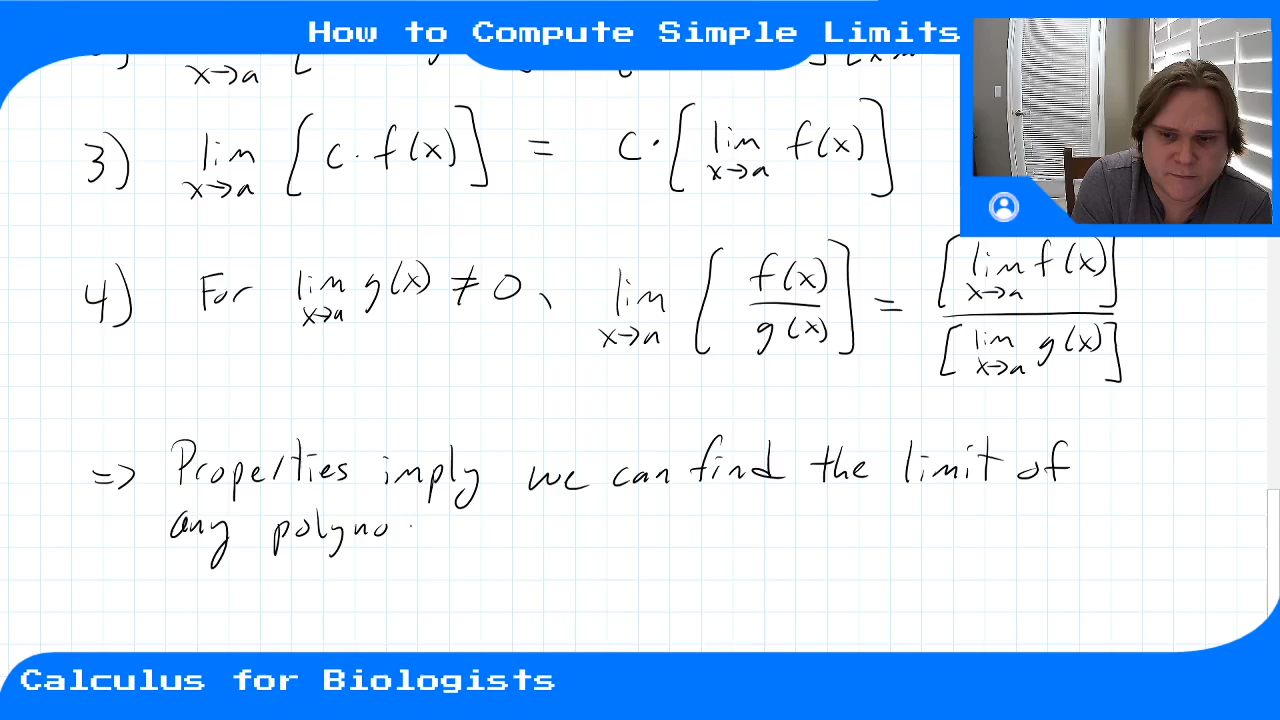 How to Compute Simple Limits
x→a
3) lim x→a [c · f(x)] = c · [lim x→a f(x)]
4) For lim x→a g(x) ≠ 0, lim x→a [f(x) / g(x)] = [lim x→a f(x)] / [lim x→a g(x)]
=> Properties imply we can find the limit of
any polyno
Calculus for Biologists